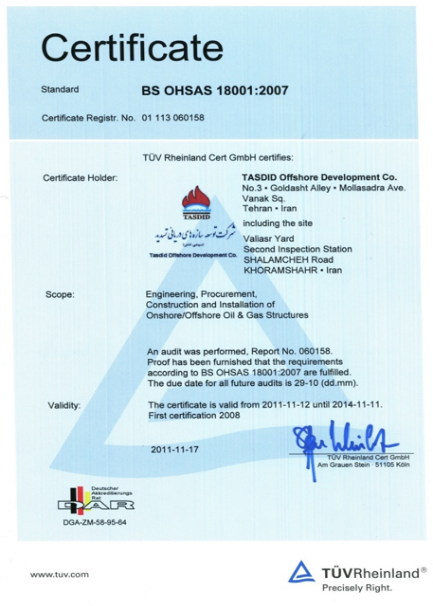 Certificate
Standard BS OHSAS 18001:2007
Certificate Registr. No. 01 113 060158
TÜV Rheinland Cert GmbH certifies:
Certificate Holder: TASDID Offshore Development Co.
No.3 • Goldasht Alley • Mollasadra Ave.
Vanak Sq.
Tehran • Iran
including the site
Valiasr Yard
Second Inspection Station
SHALAMCHEH Road
KHORAMSHAHR • Iran
TASDID
شرکت توسعه سازه‌های دریائی تسدید
Tasdid Offshore Development Co.
Scope: Engineering, Procurement,
Construction and Installation of
Onshore/Offshore Oil & Gas Structures
An audit was performed, Report No. 060158.
Proof has been furnished that the requirements
according to BS OHSAS 18001:2007 are fulfilled.
The due date for all future audits is 29-10 (dd.mm).
Validity: The certificate is valid from 2011-11-12 until 2014-11-11.
First certification 2008
2011-11-17
TÜV Rheinland Cert GmbH
Am Grauen Stein · 51105 Köln
Deutscher
Akkreditierungs
Rat
DAR
DGA-ZM-58-95-64
www.tuv.com
TÜVRheinland®
Precisely Right.